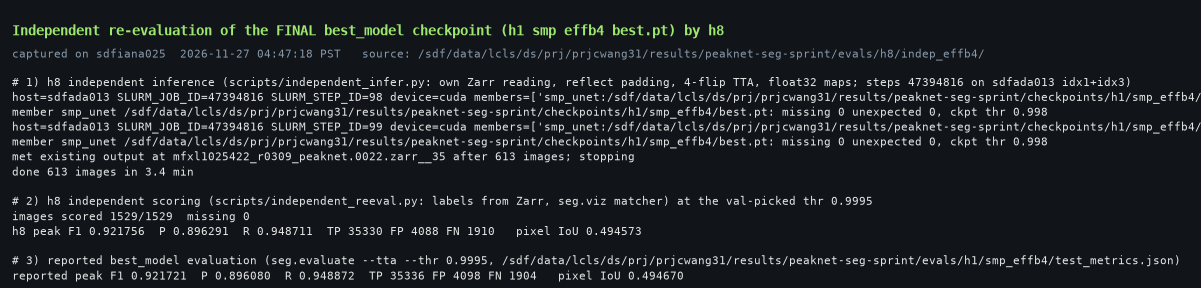 Independent re-evaluation of the FINAL best_model checkpoint (h1 smp effb4 best.pt) by h8
captured on sdfiana025  2026-11-27 04:47:18 PST   source: /sdf/data/lcls/ds/prj/prjcwang31/results/peaknet-seg-sprint/evals/h8/indep_effb4/
# 1) h8 independent inference (scripts/independent_infer.py: own Zarr reading, reflect padding, 4-flip TTA, float32 maps; steps 47394816 on sdfada013 idx1+idx3)
host=sdfada013 SLURM_JOB_ID=47394816 SLURM_STEP_ID=98 device=cuda members=['smp_unet:/sdf/data/lcls/ds/prj/prjcwang31/results/peaknet-seg-sprint/checkpoints/h1/smp_effb4/
member smp_unet /sdf/data/lcls/ds/prj/prjcwang31/results/peaknet-seg-sprint/checkpoints/h1/smp_effb4/best.pt: missing 0 unexpected 0, ckpt thr 0.998
host=sdfada013 SLURM_JOB_ID=47394816 SLURM_STEP_ID=99 device=cuda members=['smp_unet:/sdf/data/lcls/ds/prj/prjcwang31/results/peaknet-seg-sprint/checkpoints/h1/smp_effb4/
member smp_unet /sdf/data/lcls/ds/prj/prjcwang31/results/peaknet-seg-sprint/checkpoints/h1/smp_effb4/best.pt: missing 0 unexpected 0, ckpt thr 0.998
met existing output at mfxl1025422_r0309_peaknet.0022.zarr__35 after 613 images; stopping
done 613 images in 3.4 min
# 2) h8 independent scoring (scripts/independent_reeval.py: labels from Zarr, seg.viz matcher) at the val-picked thr 0.9995
images scored 1529/1529  missing 0
h8 peak F1 0.921756  P 0.896291  R 0.948711  TP 35330 FP 4088 FN 1910   pixel IoU 0.494573
# 3) reported best_model evaluation (seg.evaluate --tta --thr 0.9995, /sdf/data/lcls/ds/prj/prjcwang31/results/peaknet-seg-sprint/evals/h1/smp_effb4/test_metrics.json)
reported peak F1 0.921721  P 0.896080  R 0.948872  TP 35336 FP 4098 FN 1904   pixel IoU 0.494670